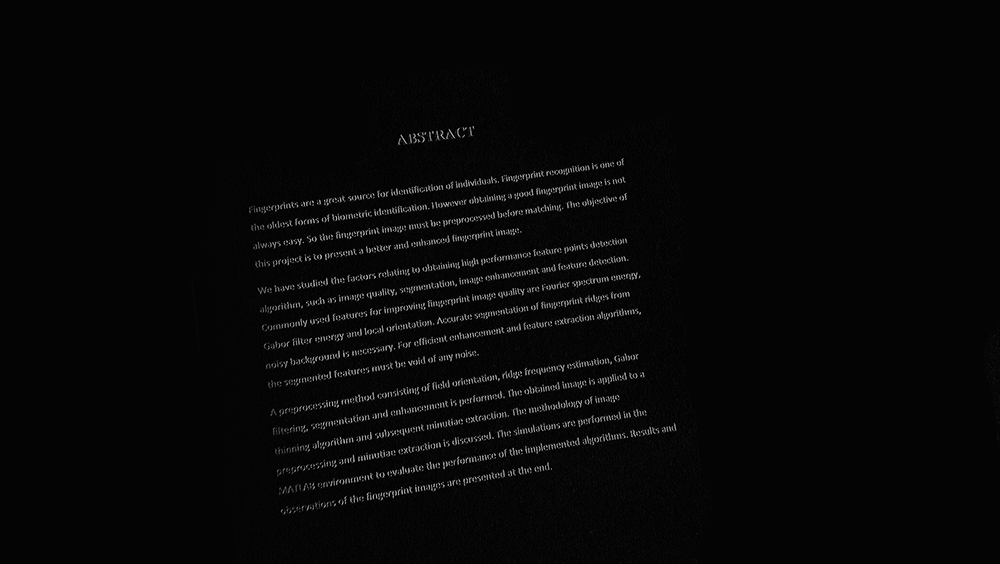 ABSTRACT
Fingerprints are a great source for identification of individuals. Fingerprint recognition is one of
the oldest forms of biometric identification. However obtaining a good fingerprint image is not
always easy. So the fingerprint image must be preprocessed before matching. The objective of
this project is to present a better and enhanced fingerprint image.
We have studied the factors relating to obtaining high performance feature points detection
algorithm, such as image quality, segmentation, image enhancement and feature detection.
Commonly used features for improving fingerprint image quality are Fourier spectrum energy,
Gabor filter energy and local orientation. Accurate segmentation of fingerprint ridges from
noisy background is necessary. For efficient enhancement and feature extraction algorithms,
the segmented features must be void of any noise.
A preprocessing method consisting of field orientation, ridge frequency estimation, Gabor
filtering, segmentation and enhancement is performed. The obtained image is applied to a
thinning algorithm and subsequent minutiae extraction. The methodology of image
preprocessing and minutiae extraction is discussed. The simulations are performed in the
MATLAB environment to evaluate the performance of the implemented algorithms. Results and
observations of the fingerprint images are presented at the end.